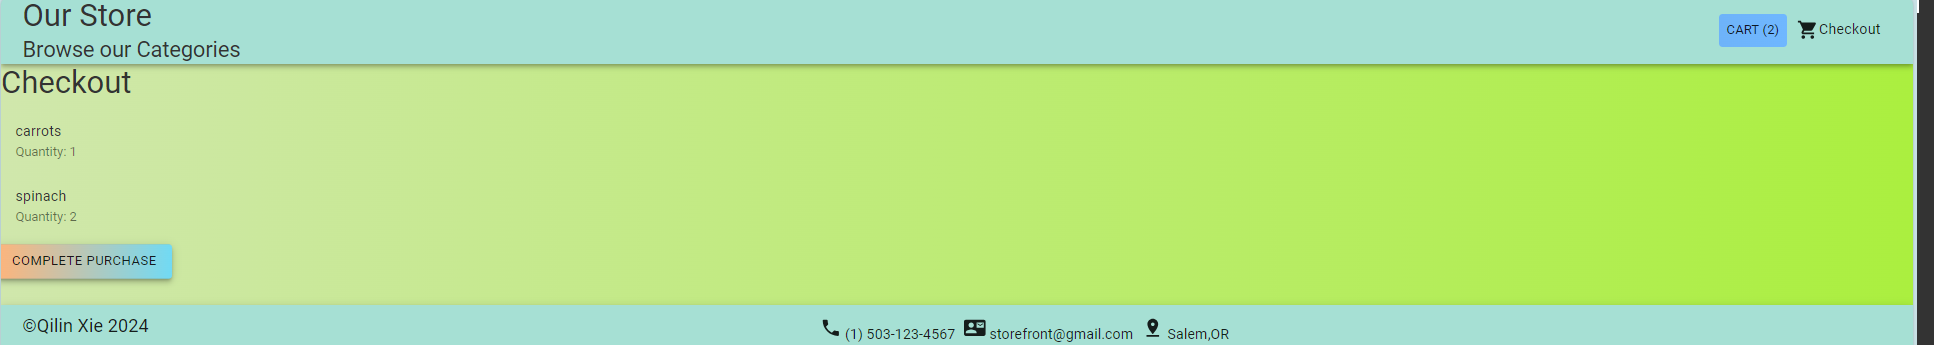 Our Store
Browse our Categories
CART (2)
Checkout
Checkout
carrots
Quantity: 1
spinach
Quantity: 2
COMPLETE PURCHASE
©Qilin Xie 2024
(1) 503-123-4567
storefront@gmail.com
Salem,OR